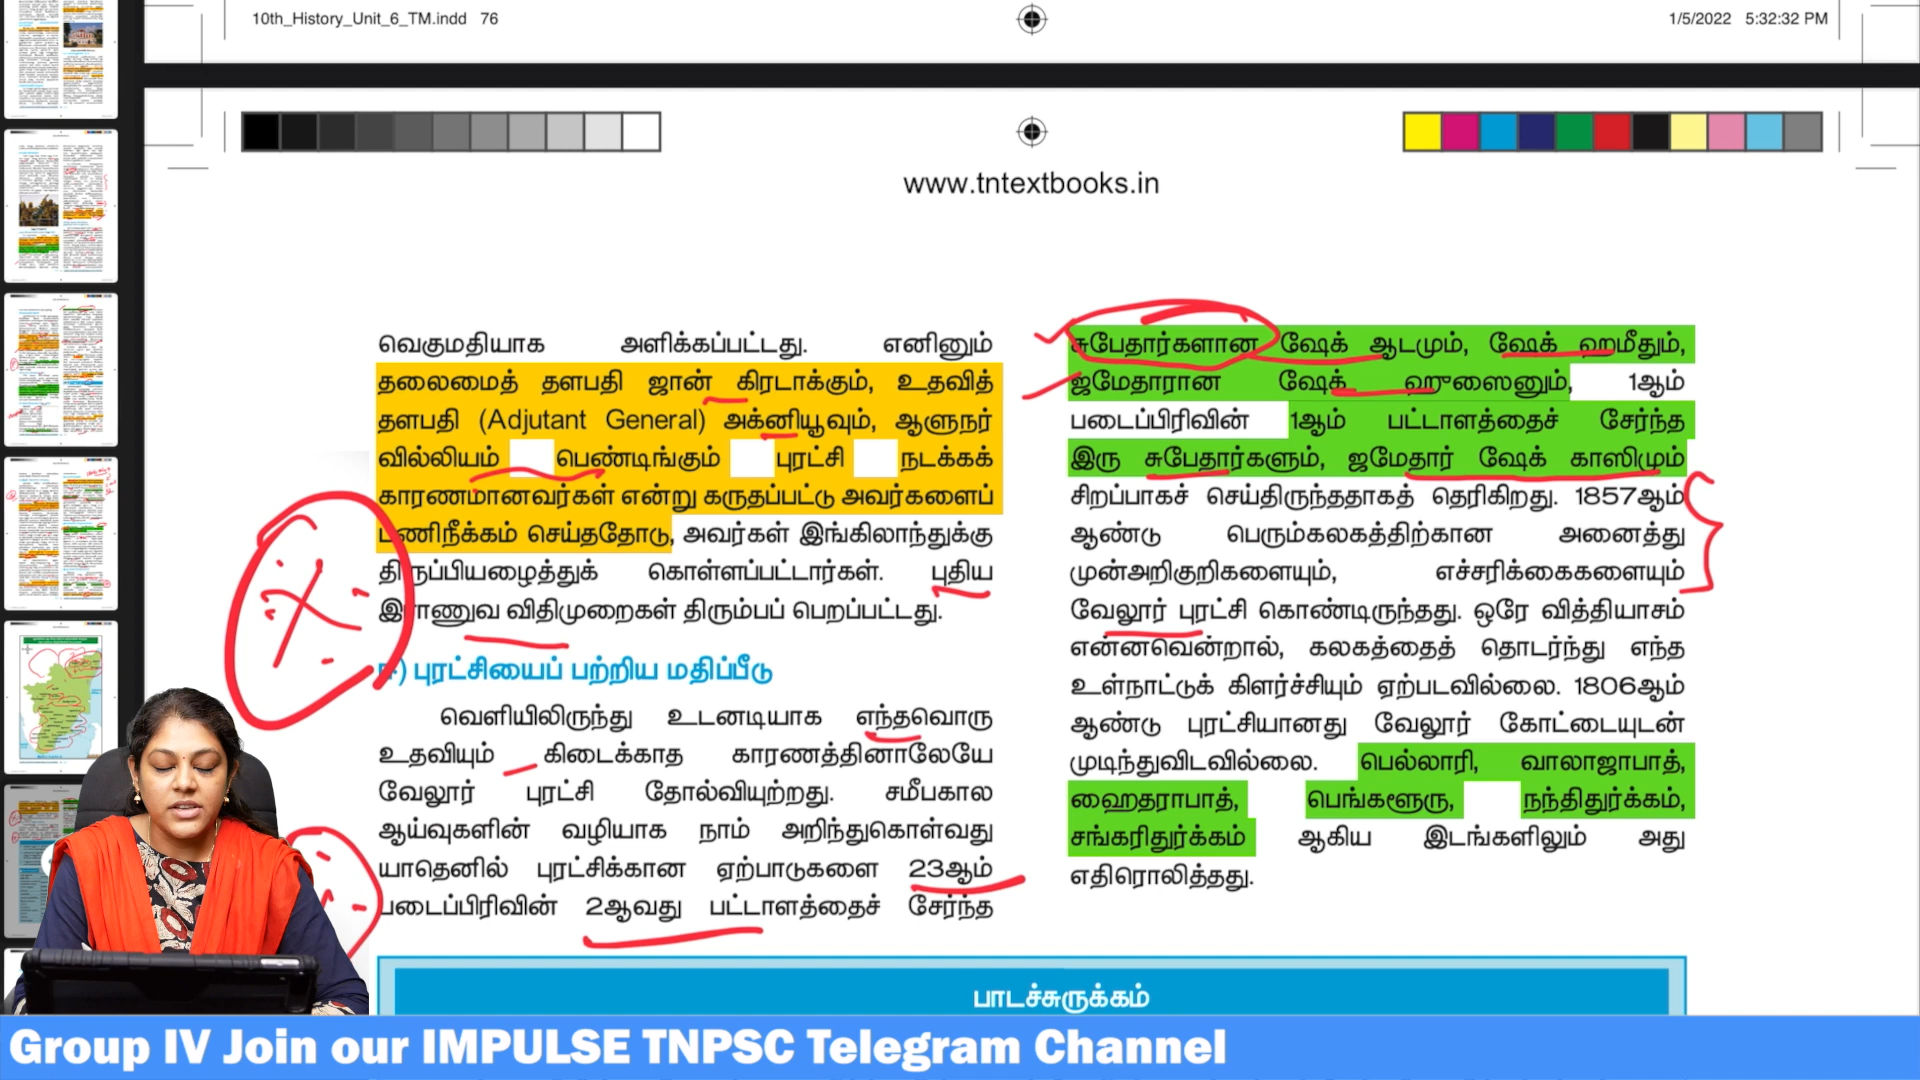 10th_History_Unit_6_TM.indd 76
1/5/2022 5:32:32 PM
www.tntextbooks.in
வெகுமதியாக அளிக்கப்பட்டது. எனினும்
தலைமைத் தளபதி ஜான் கிரடாக்கும், உதவித்
தளபதி (Adjutant General) அக்னியூவும், ஆளுநர்
வில்லியம் பெண்டிங்கும் புரட்சி நடக்கக்
காரணமானவர்கள் என்று கருதப்பட்டு அவர்களைப்
பணிநீக்கம் செய்ததோடு, அவர்கள் இங்கிலாந்துக்கு
திருப்பியழைத்துக் கொள்ளப்பட்டார்கள். புதிய
இராணுவ விதிமுறைகள் திரும்பப் பெறப்பட்டது.
புரட்சியைப் பற்றிய மதிப்பீடு
வெளியிலிருந்து உடனடியாக எந்தவொரு
உதவியும் கிடைக்காத காரணத்தினாலேயே
வேலூர் புரட்சி தோல்வியுற்றது. சமீபகால
ஆய்வுகளின் வழியாக நாம் அறிந்துகொள்வது
யாதெனில் புரட்சிக்கான ஏற்பாடுகளை 23ஆம்
படைப்பிரிவின் 2ஆவது பட்டாளத்தைச் சேர்ந்த
சுபேதார்களான ஷேக் ஆடமும், ஷேக் ஹமீதும்,
ஜமேதாரான ஷேக் ஹுஸைனும், 1ஆம்
படைப்பிரிவின் 1ஆம் பட்டாளத்தைச் சேர்ந்த
இரு சுபேதார்களும், ஜமேதார் ஷேக் காஸிமும்
சிறப்பாகச் செய்திருந்ததாகத் தெரிகிறது. 1857ஆம்
ஆண்டு பெரும்கலகத்திற்கான அனைத்து
முன்அறிகுறிகளையும், எச்சரிக்கைகளையும்
வேலூர் புரட்சி கொண்டிருந்தது. ஒரே வித்தியாசம்
என்னவென்றால், கலகத்தைத் தொடர்ந்து எந்த
உள்நாட்டுக் கிளர்ச்சியும் ஏற்படவில்லை. 1806ஆம்
ஆண்டு புரட்சியானது வேலூர் கோட்டையுடன்
முடிந்துவிடவில்லை. பெல்லாரி, வாலாஜாபாத்,
ஹைதராபாத், பெங்களூரு, நந்திதுர்க்கம்,
சங்கரிதுர்க்கம் ஆகிய இடங்களிலும் அது
எதிரொலித்தது.
பாடச்சுருக்கம்
Group IV Join our IMPULSE TNPSC Telegram Channel